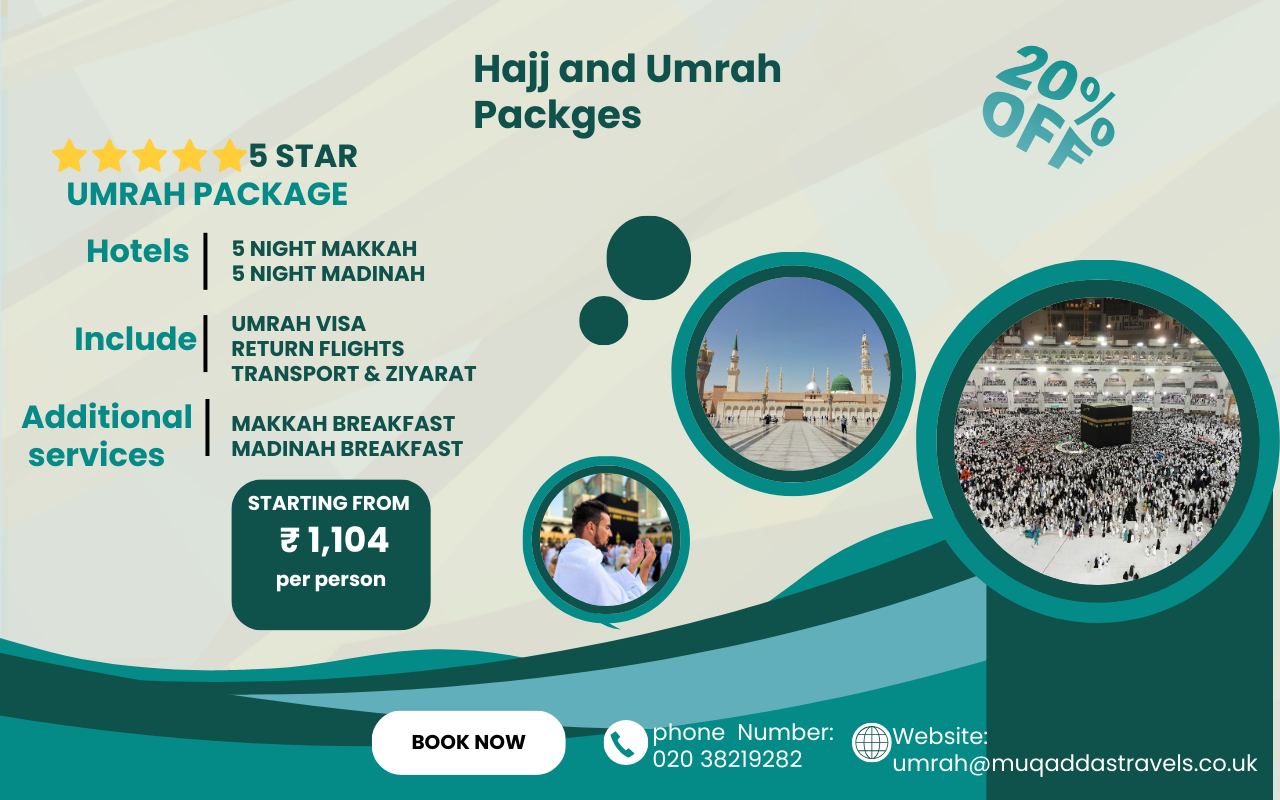 Hajj and Umrah
Packges
20%
OFF
5 STAR
UMRAH PACKAGE
Hotels
5 NIGHT MAKKAH
5 NIGHT MADINAH
Include
UMRAH VISA
RETURN FLIGHTS
TRANSPORT & ZIYARAT
Additional
services
MAKKAH BREAKFAST
MADINAH BREAKFAST
STARTING FROM
₹ 1,104
per person
BOOK NOW
phone Number:
020 38219282
Website:
umrah@muqaddastravels.co.uk